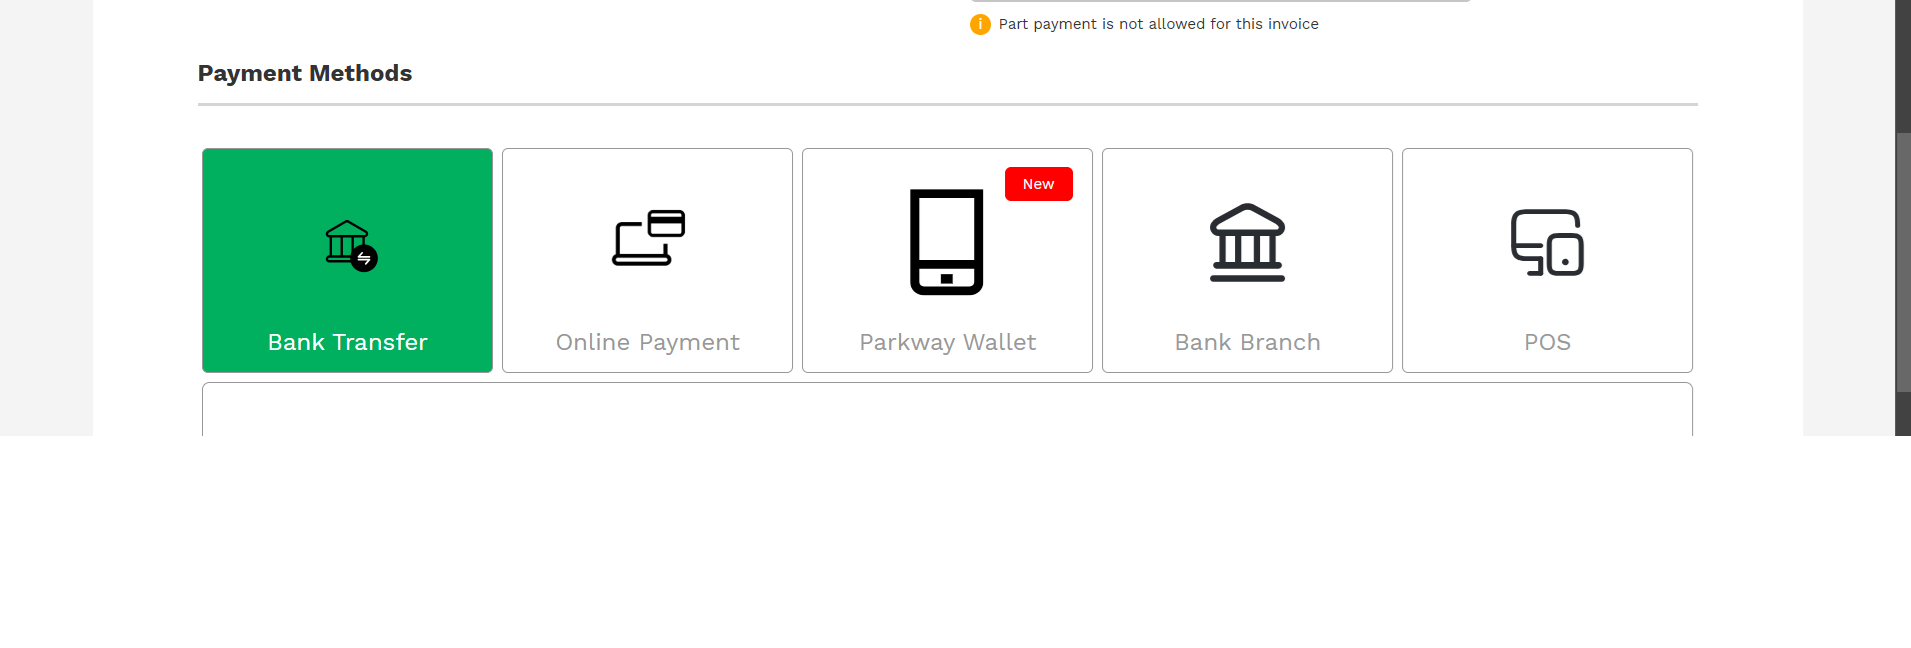 Part payment is not allowed for this invoice
Payment Methods
New
Bank Transfer
Online Payment
Parkway Wallet
Bank Branch
POS